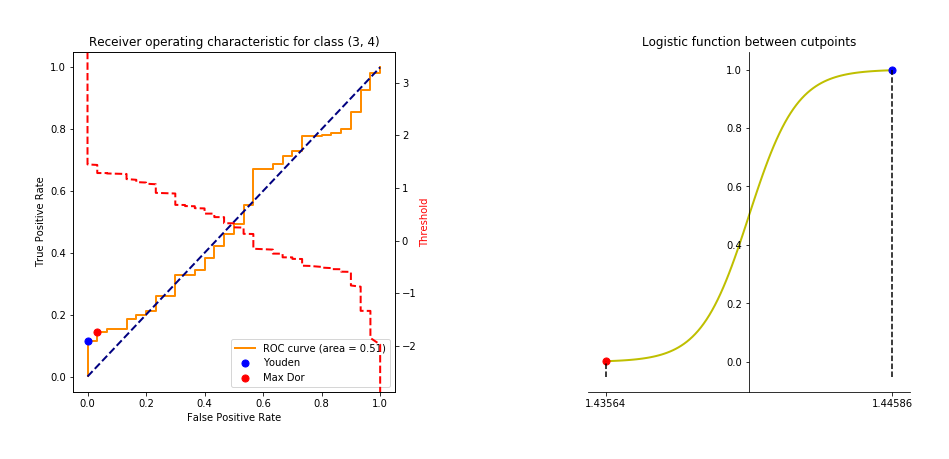 Receiver operating characteristic for class (3, 4)
1.0
0.8
0.6
0.4
0.2
0.0
True Positive Rate
3
2
1
0
−1
−2
Threshold
ROC curve (area = 0.51)
Youden
Max Dor
0.0 0.2 0.4 0.6 0.8 1.0
False Positive Rate
Logistic function between cutpoints
1.0
0.8
0.6
0.4
0.2
0.0
1.43564 1.44586